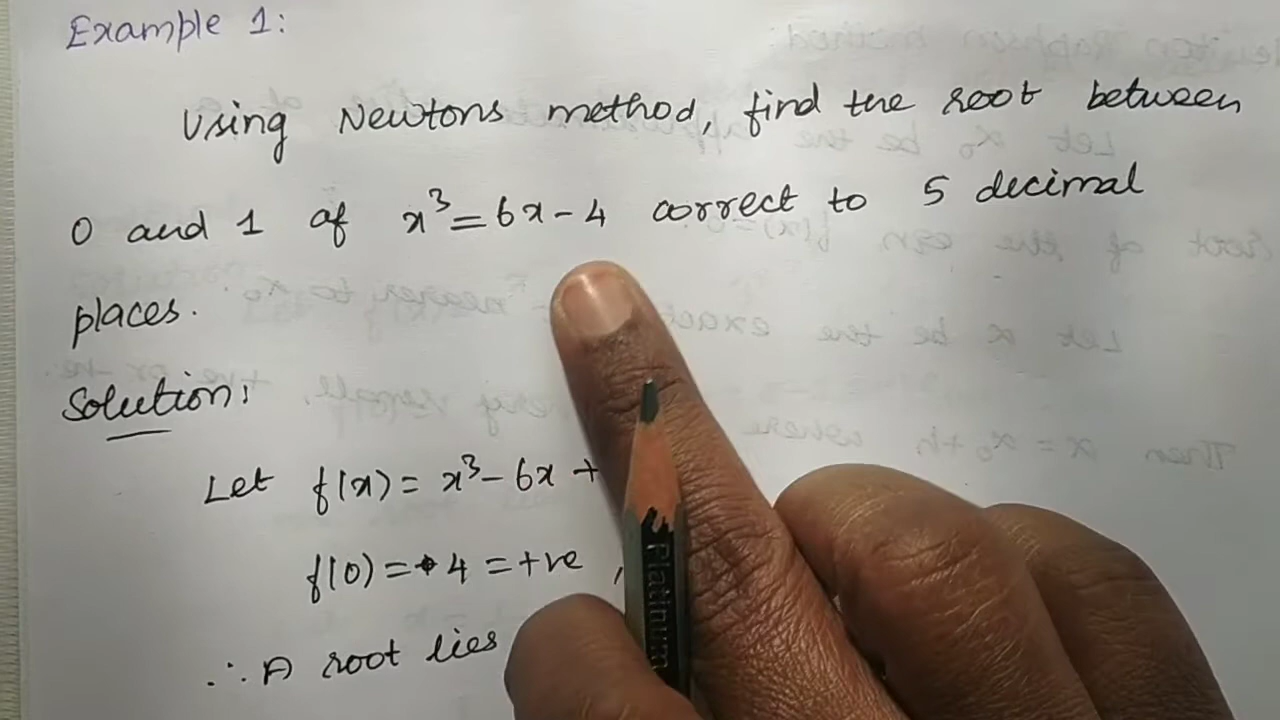 Example 1:
Using Newtons method, find the root between
0 and 1 of x³ = 6x - 4 correct to 5 decimal
places.
Solution:
Let f(x) = x³ - 6x +
f(0) = 4 = +ve ,
∴ A root lies
Platinum